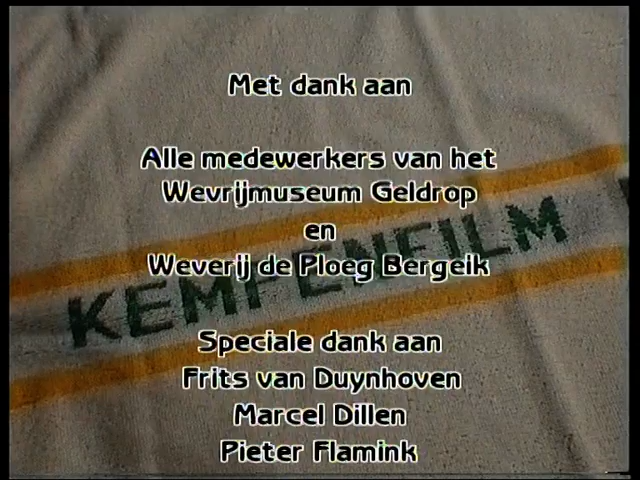 Met dank aan
Alle medewerkers van het
Wevrijmuseum Geldrop
en
Weverij de Ploeg Bergeik
KEMPENFILM
Speciale dank aan
Frits van Duynhoven
Marcel Dillen
Pieter Flamink